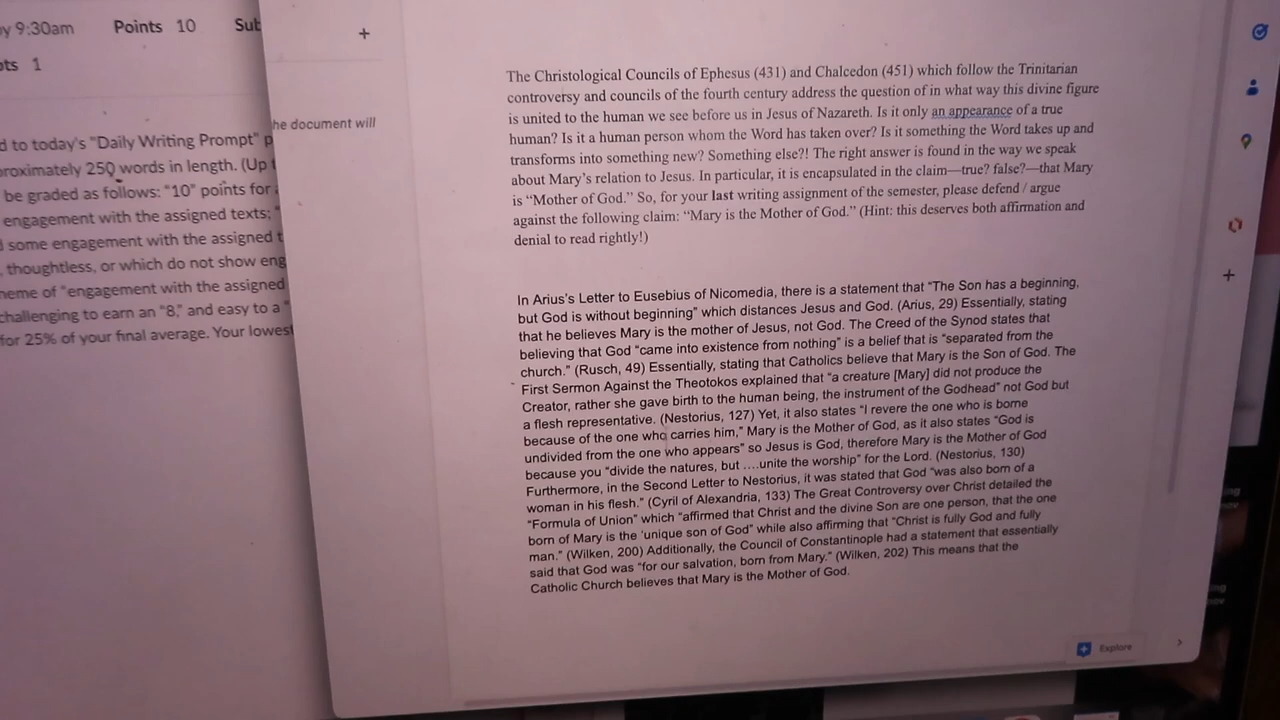 y 9:30am Points 10 Sub
ots 1
d to today's "Daily Writing Prompt" p
proximately 250 words in length. (Up t
be graded as follows: "10" points for
engagement with the assigned texts; "
d some engagement with the assigned t
, thoughtless, or which do not show eng
heme of "engagement with the assigned
challenging to earn an "8," and easy to a "
for 25% of your final average. Your lowest
+
he document will
The Christological Councils of Ephesus (431) and Chalcedon (451) which follow the Trinitarian
controversy and councils of the fourth century address the question of in what way this divine figure
is united to the human we see before us in Jesus of Nazareth. Is it only an appearance of a true
human? Is it a human person whom the Word has taken over? Is it something the Word takes up and
transforms into something new? Something else?! The right answer is found in the way we speak
about Mary's relation to Jesus. In particular, it is encapsulated in the claim—true? false?—that Mary
is "Mother of God." So, for your last writing assignment of the semester, please defend / argue
against the following claim: "Mary is the Mother of God." (Hint: this deserves both affirmation and
denial to read rightly!)
In Arius's Letter to Eusebius of Nicomedia, there is a statement that "The Son has a beginning,
but God is without beginning" which distances Jesus and God. (Arius, 29) Essentially, stating
that he believes Mary is the mother of Jesus, not God. The Creed of the Synod states that
believing that God "came into existence from nothing" is a belief that is "separated from the
church." (Rusch, 49) Essentially, stating that Catholics believe that Mary is the Son of God. The
First Sermon Against the Theotokos explained that "a creature [Mary] did not produce the
Creator, rather she gave birth to the human being, the instrument of the Godhead" not God but
a flesh representative. (Nestorius, 127) Yet, it also states "I revere the one who is borne
because of the one who carries him," Mary is the Mother of God, as it also states "God is
undivided from the one who appears" so Jesus is God, therefore Mary is the Mother of God
because you "divide the natures, but ....unite the worship" for the Lord. (Nestorius, 130)
Furthermore, in the Second Letter to Nestorius, it was stated that God "was also born of a
woman in his flesh." (Cyril of Alexandria, 133) The Great Controversy over Christ detailed the
"Formula of Union" which "affirmed that Christ and the divine Son are one person, that the one
born of Mary is the 'unique son of God" while also affirming that "Christ is fully God and fully
man." (Wilken, 200) Additionally, the Council of Constantinople had a statement that essentially
said that God was "for our salvation, born from Mary." (Wilken, 202) This means that the
Catholic Church believes that Mary is the Mother of God.
Explore